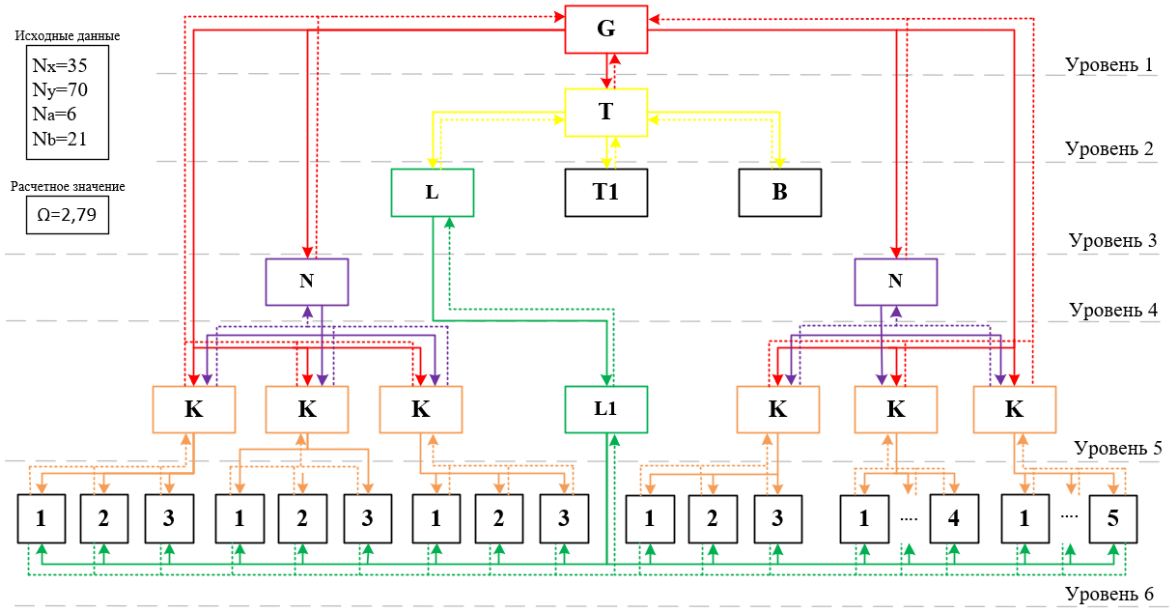 G
Исходные данные
Nx=35
Ny=70
Na=6
Nb=21
Уровень 1
T
Уровень 2
Расчетное значение
Ω=2,79
L
T1
B
Уровень 3
N
N
Уровень 4
K
K
K
L1
K
K
K
Уровень 5
1
2
3
1
2
3
1
2
3
1
2
3
1
....
4
1
....
5
Уровень 6